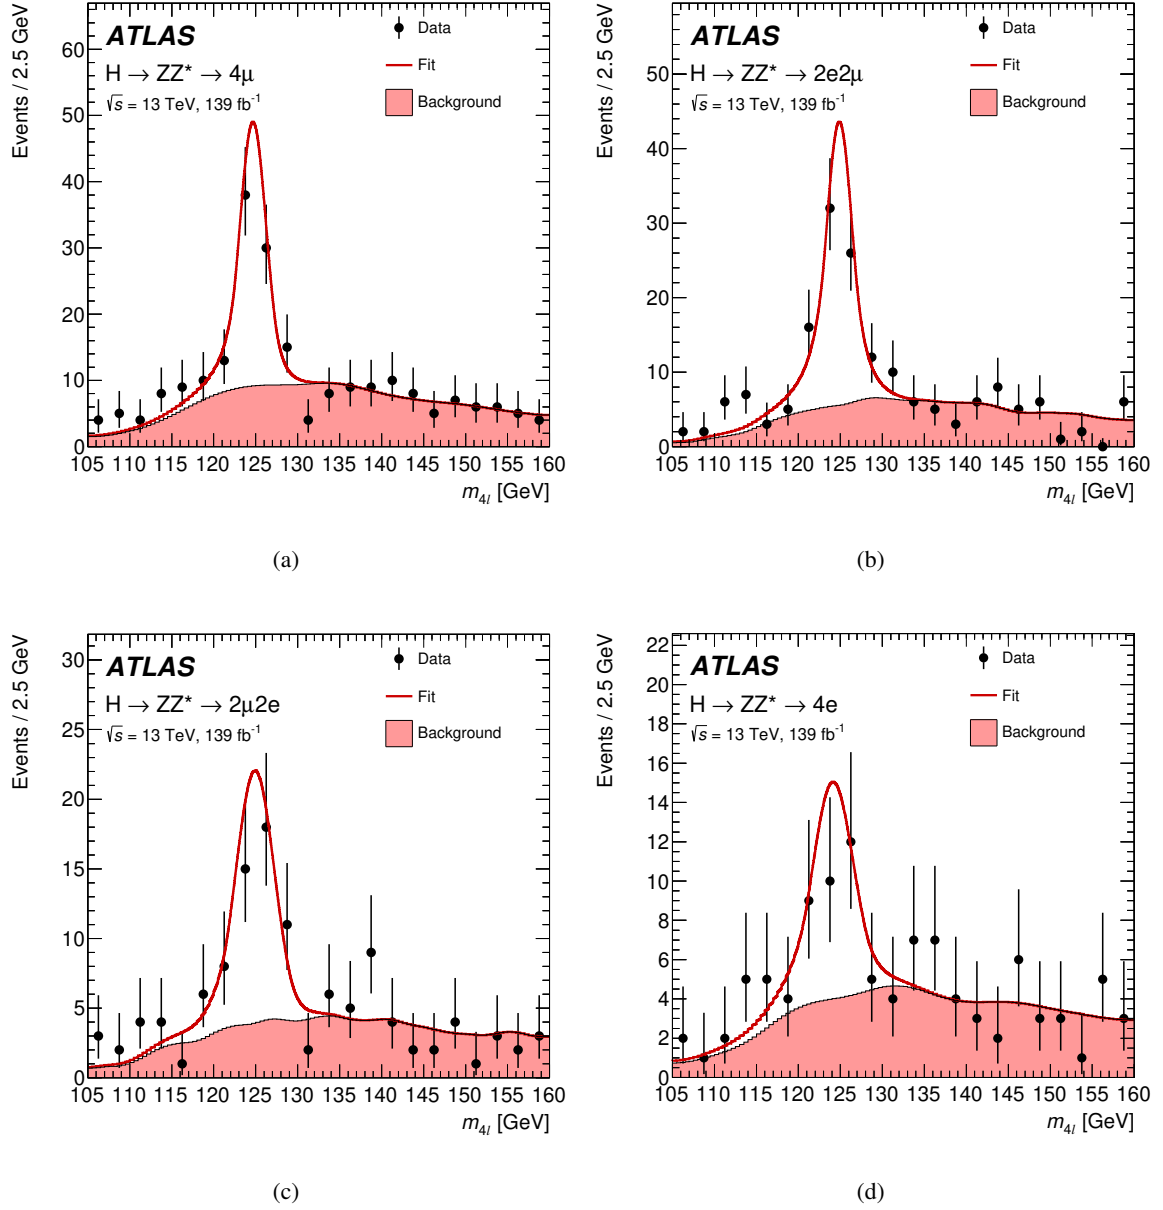 Events / 2.5 GeV
ATLAS
H → ZZ* → 4μ
√s = 13 TeV, 139 fb⁻¹
Data
Fit
Background
60
50
40
30
20
10
0
105 110 115 120 125 130 135 140 145 150 155 160
m₄ₗ [GeV]
(a)
Events / 2.5 GeV
ATLAS
H → ZZ* → 2e2μ
√s = 13 TeV, 139 fb⁻¹
Data
Fit
Background
50
40
30
20
10
0
105 110 115 120 125 130 135 140 145 150 155 160
m₄ₗ [GeV]
(b)
Events / 2.5 GeV
ATLAS
H → ZZ* → 2μ2e
√s = 13 TeV, 139 fb⁻¹
Data
Fit
Background
30
25
20
15
10
5
0
105 110 115 120 125 130 135 140 145 150 155 160
m₄ₗ [GeV]
(c)
Events / 2.5 GeV
ATLAS
H → ZZ* → 4e
√s = 13 TeV, 139 fb⁻¹
Data
Fit
Background
22
20
18
16
14
12
10
8
6
4
2
0
105 110 115 120 125 130 135 140 145 150 155 160
m₄ₗ [GeV]
(d)